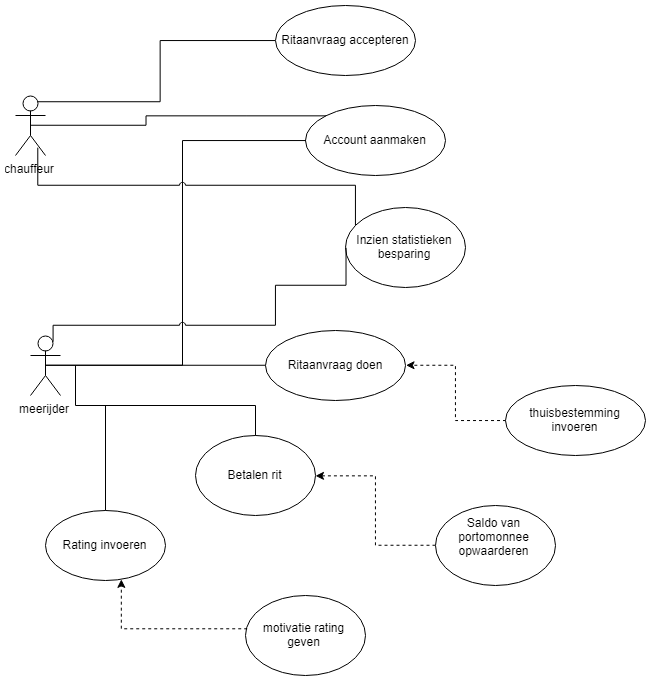 Ritaanvraag accepteren
chauffeur
Account aanmaken
Inzien statistieken
besparing
meerijder
Ritaanvraag doen
thuisbestemming
invoeren
Betalen rit
Saldo van
portomonnee
opwaarderen
Rating invoeren
motivatie rating
geven